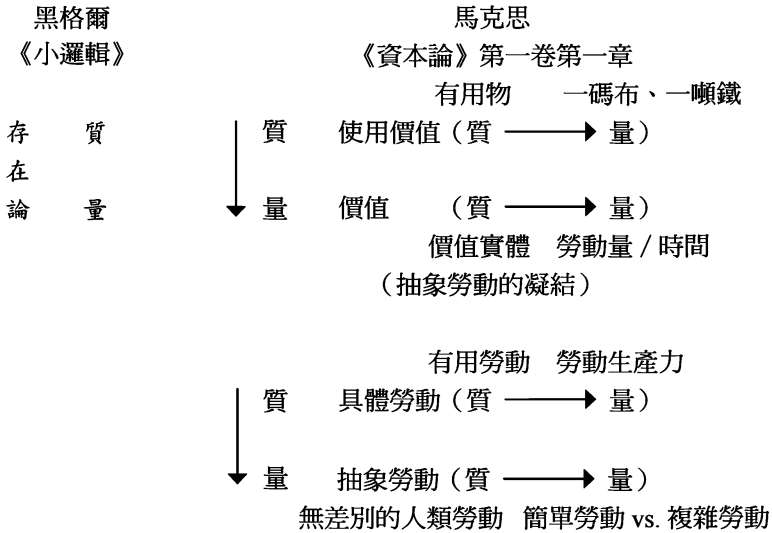 黑格爾 馬克思
《小邏輯》 《資本論》第一卷第一章
有用物 一碼布、一噸鐵
存 質 質 使用價值（質 → 量）
在
論 量 量 價值 （質 → 量）
價值實體 勞動量 / 時間
（抽象勞動的凝結）
有用勞動 勞動生產力
質 具體勞動（質 → 量）
量 抽象勞動（質 → 量）
無差別的人類勞動 簡單勞動 vs. 複雜勞動